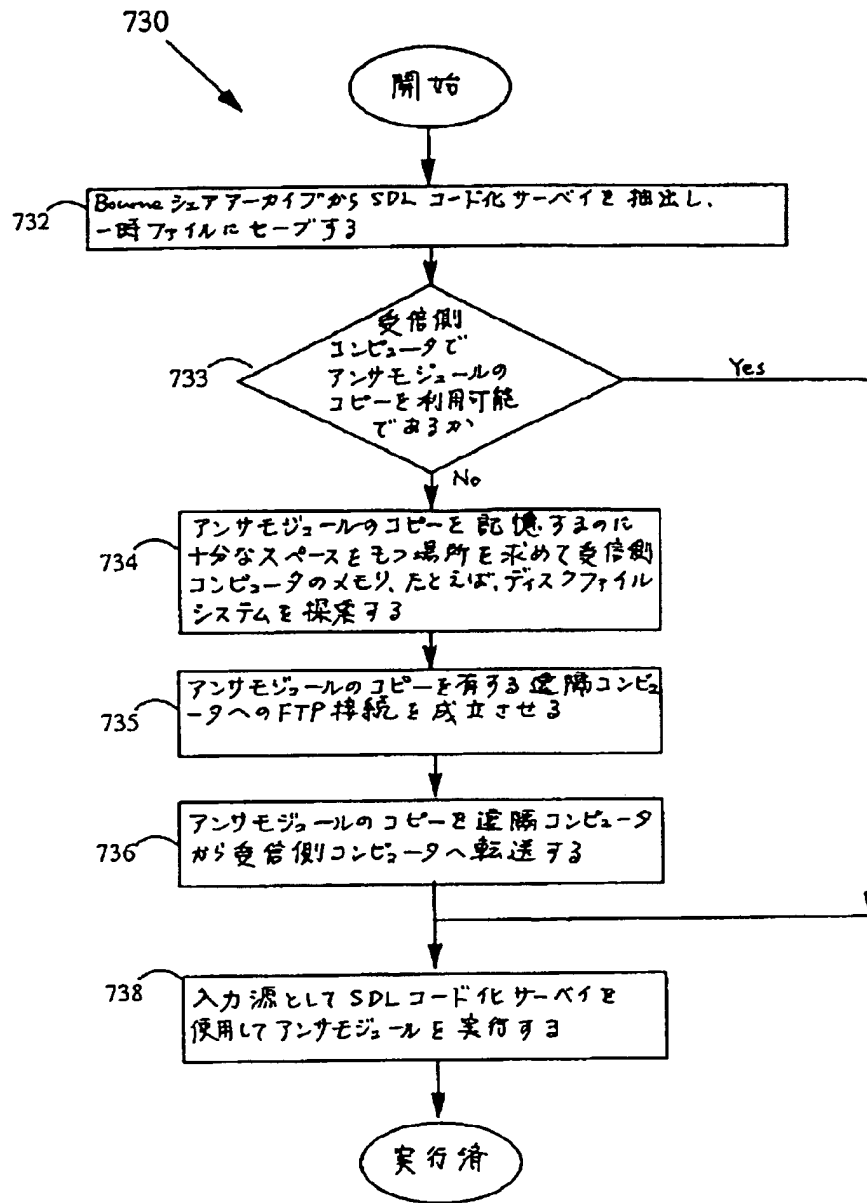 730
開始
732
Bourneシェアアーカイブから SDL コード化サーベイを抽出し、
一時ファイルにセーブする
733
受信側
コンピュータで
アンサモジュールの
コピーを利用可能
であるか
Yes
No
734
アンサモジュールのコピーを記憶するのに
十分なスペースをもつ場所を求めて受信側
コンピュータのメモリ、たとえば、ディスクファイル
システムを探索する
735
アンサモジュールのコピーを有する遠隔コンピュ
ータへのFTP接続を成立させる
736
アンサモジュールのコピーを遠隔コンピュータ
から受信側コンピュータへ転送する
738
入力源としてSDLコード化サーベイを
使用してアンサモジュールを実行する
実行済